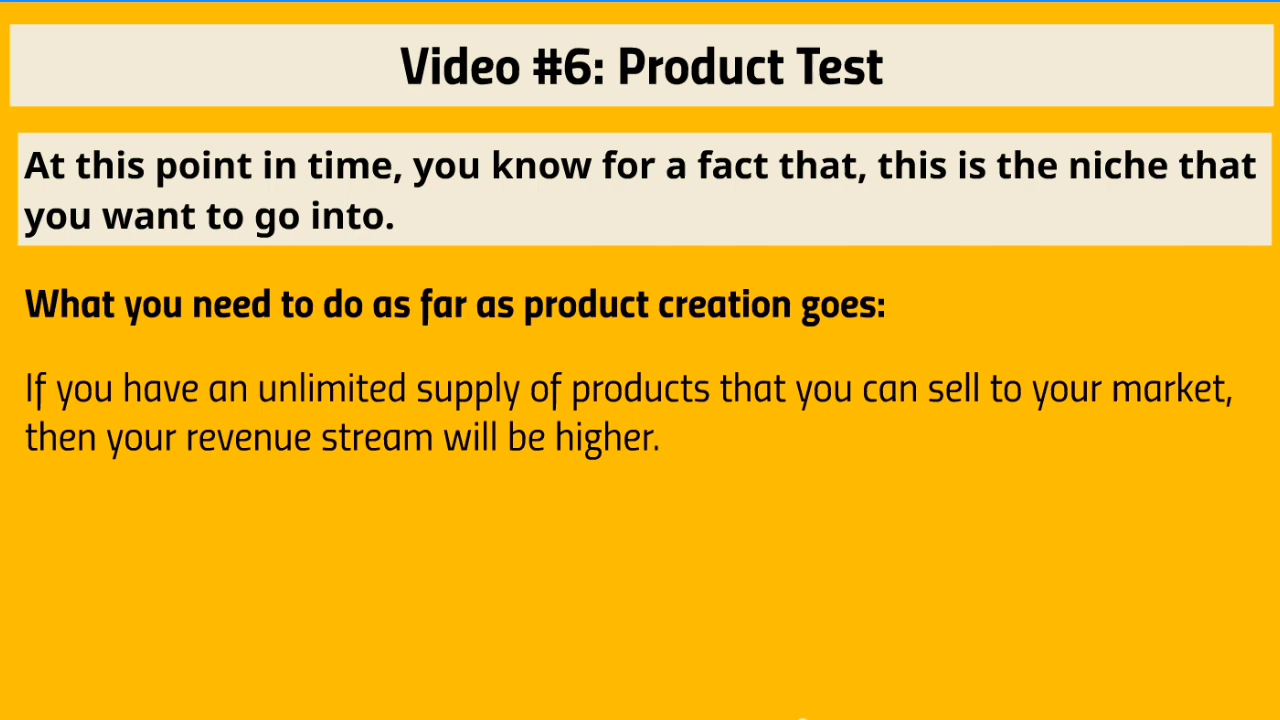 Video #6: Product Test
At this point in time, you know for a fact that, this is the niche that
you want to go into.
What you need to do as far as product creation goes:
If you have an unlimited supply of products that you can sell to your market,
then your revenue stream will be higher.